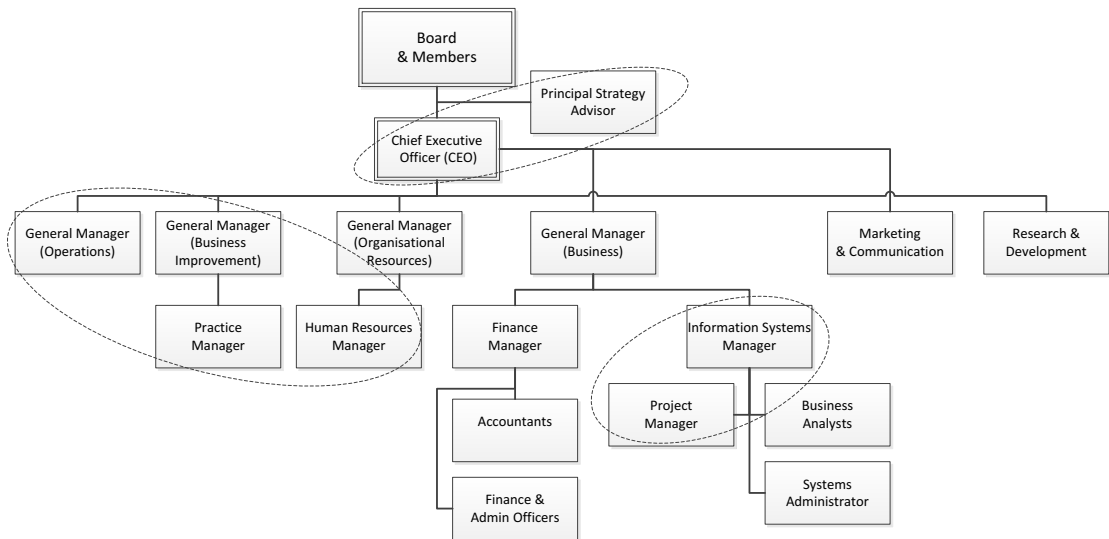 Board
& Members
Principal Strategy
Advisor
Chief Executive
Officer (CEO)
General Manager
(Operations)
General Manager
(Business
Improvement)
General Manager
(Organisational
Resources)
General Manager
(Business)
Marketing
& Communication
Research &
Development
Practice
Manager
Human Resources
Manager
Finance
Manager
Information Systems
Manager
Accountants
Project
Manager
Business
Analysts
Finance &
Admin Officers
Systems
Administrator